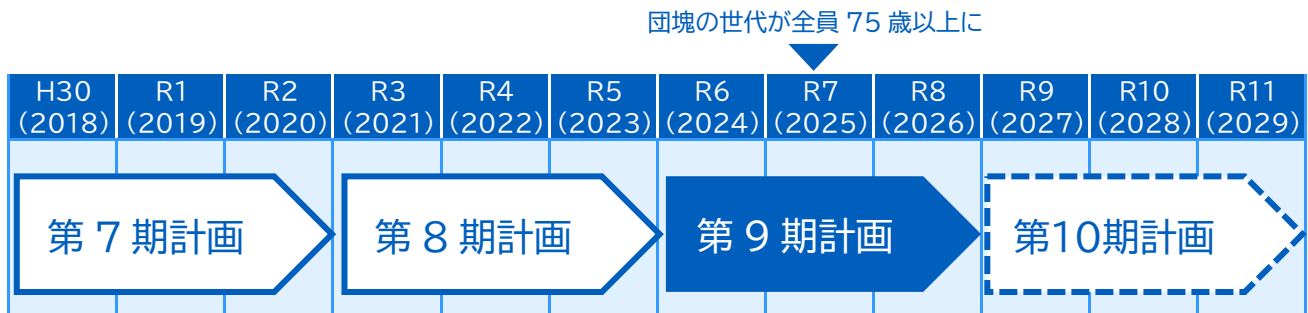 団塊の世代が全員 75 歳以上に
H30 R1 R2 R3 R4 R5 R6 R7 R8 R9 R10 R11
(2018) (2019) (2020) (2021) (2022) (2023) (2024) (2025) (2026) (2027) (2028) (2029)
第 7 期計画 第 8 期計画 第 9 期計画 第10期計画